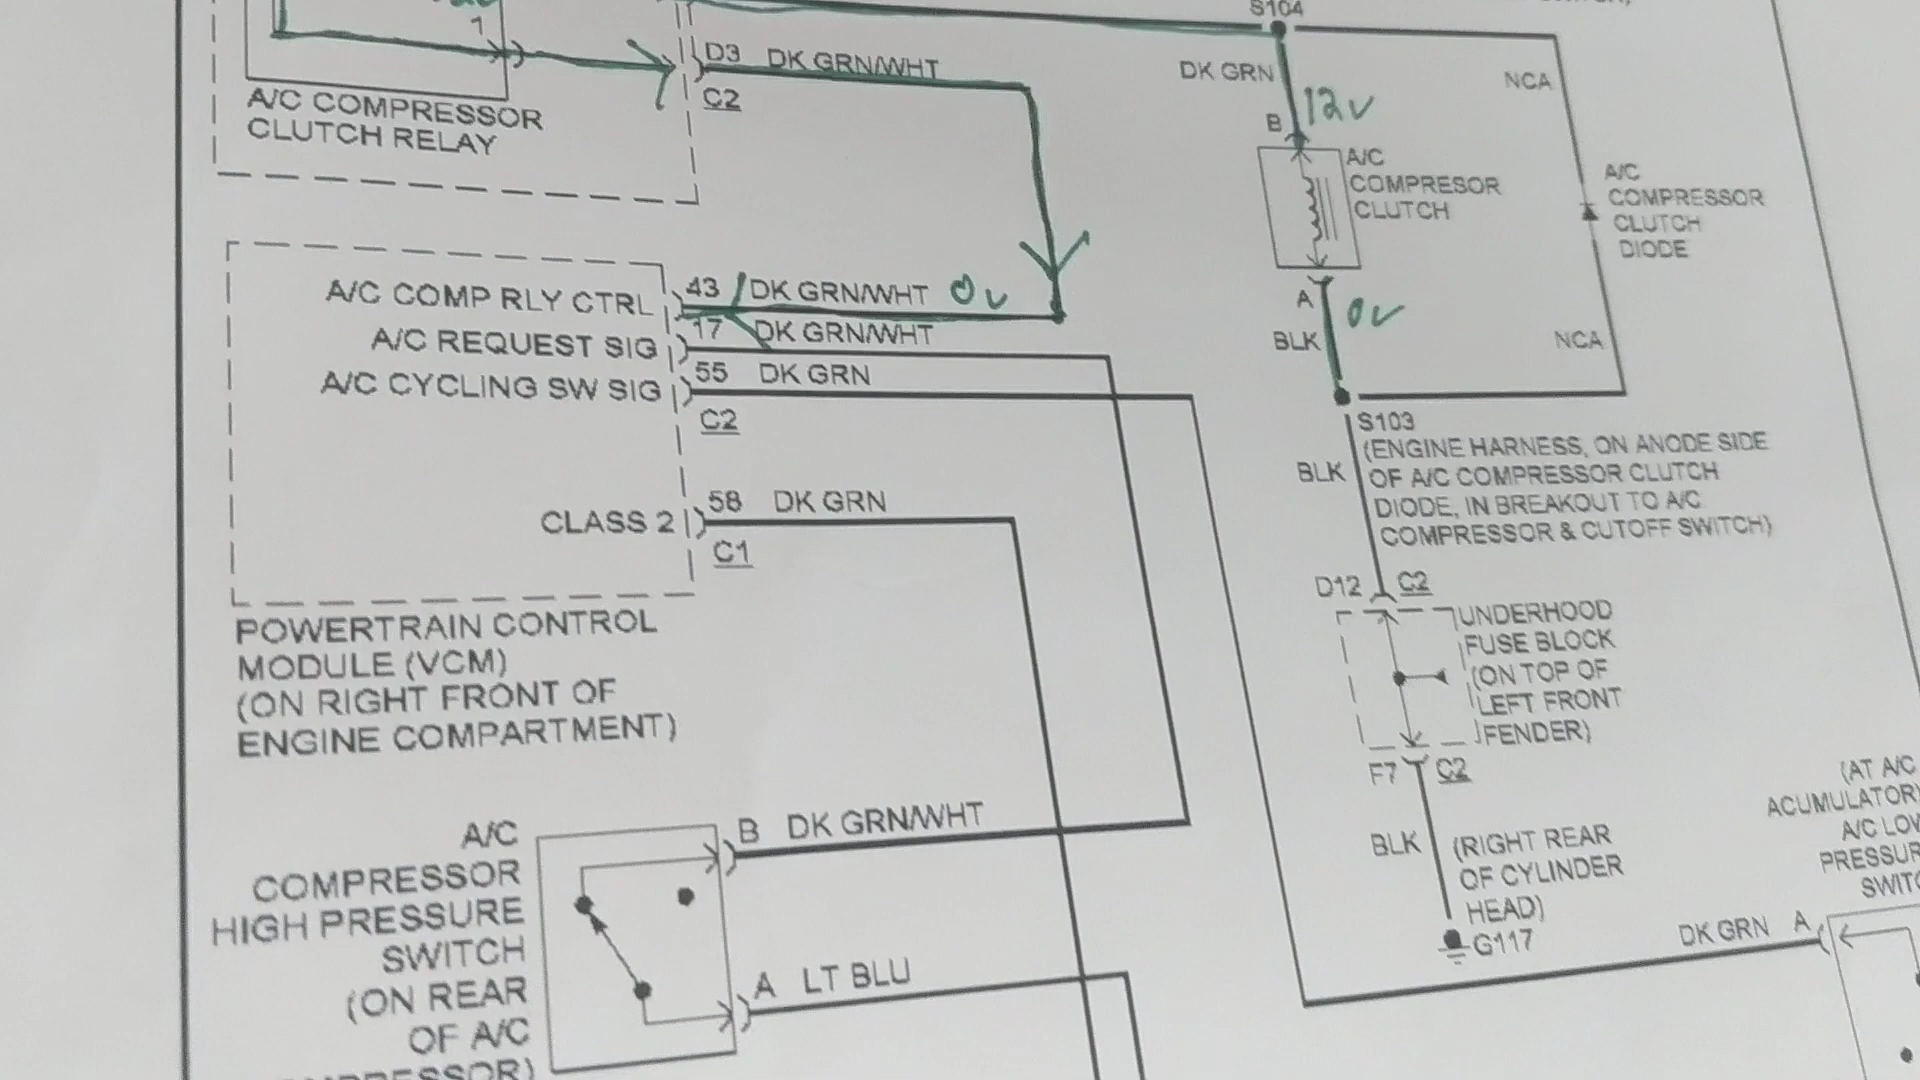 1
D3 DK GRN/WHT
C2
A/C COMPRESSOR
CLUTCH RELAY
S104
DK GRN
NCA
B
12v
A/C
COMPRESOR
CLUTCH
A/C
COMPRESSOR
CLUTCH
DIODE
A
0v
BLK
NCA
A/C COMP RLY CTRL
43 DK GRN/WHT 0v
A/C REQUEST SIG
17 DK GRN/WHT
A/C CYCLING SW SIG
55 DK GRN
C2
CLASS 2
58 DK GRN
C1
POWERTRAIN CONTROL
MODULE (VCM)
(ON RIGHT FRONT OF
ENGINE COMPARTMENT)
S103
(ENGINE HARNESS, ON ANODE SIDE
OF A/C COMPRESSOR CLUTCH
DIODE, IN BREAKOUT TO A/C
COMPRESSOR & CUTOFF SWITCH)
BLK
D12 C2
UNDERHOOD
FUSE BLOCK
(ON TOP OF
LEFT FRONT
FENDER)
F7 C2
BLK
(RIGHT REAR
OF CYLINDER
HEAD)
G117
A/C
COMPRESSOR
HIGH PRESSURE
SWITCH
(ON REAR
OF A/C
B DK GRN/WHT
A LT BLU
(AT A/C
A/C
DK GRN A